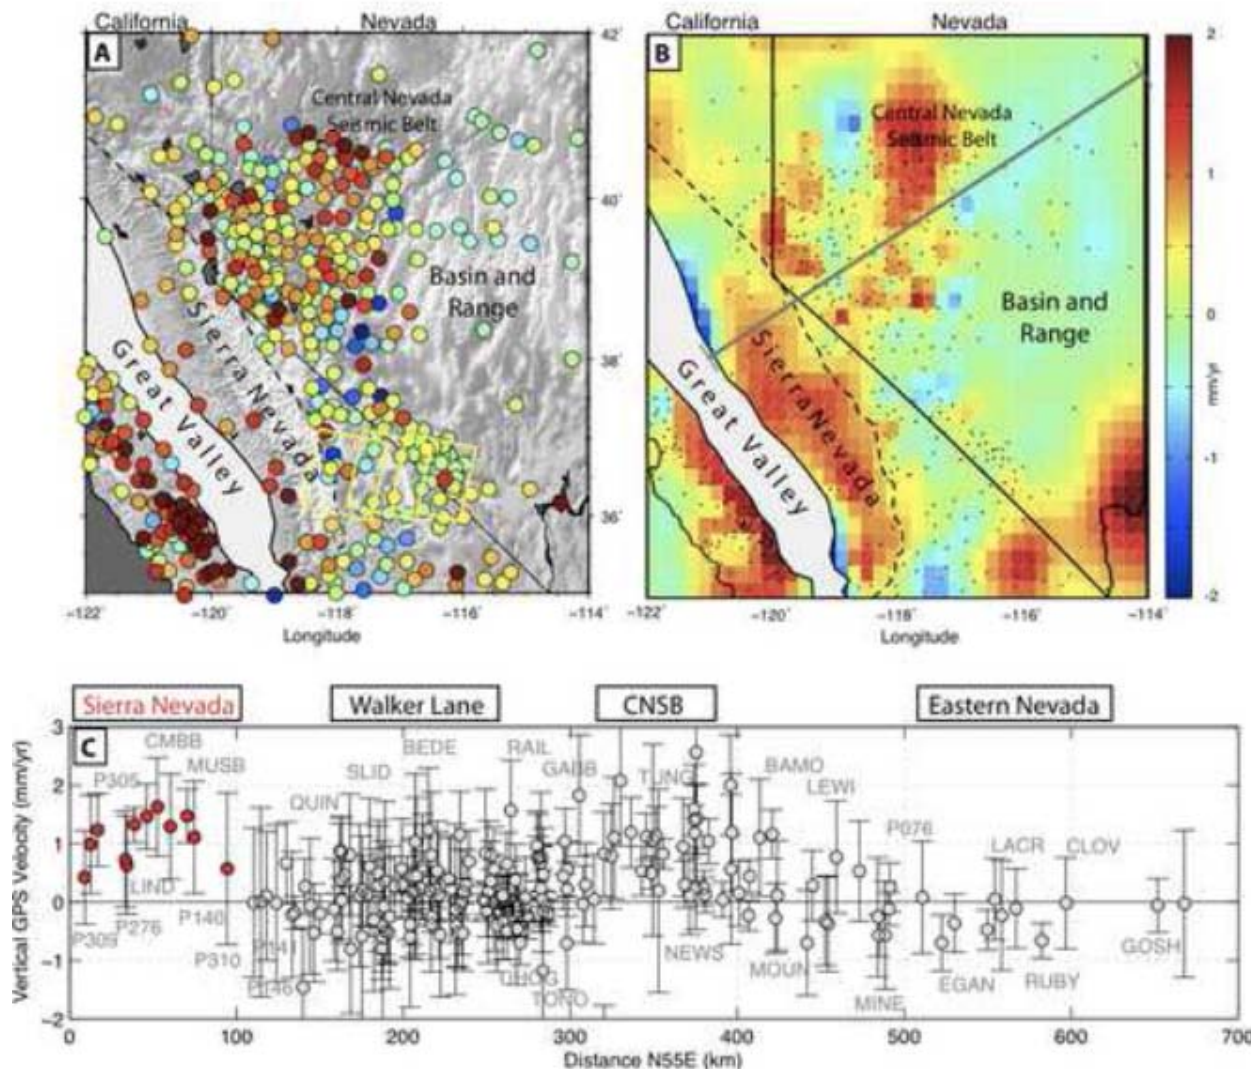 California Nevada
A
42˚
Central Nevada
Seismic Belt
40˚
Basin and
Range
Sierra Nevada
38˚
Great Valley
36˚
-122 -120 -118 -116 -114
Longitude
California Nevada
B
Central Nevada
Seismic Belt
Basin and
Range
Sierra Nevada
Great Valley
-122 -120 -118 -116 -114
Longitude
2
1
0
-1
-2
mm/yr
Sierra Nevada Walker Lane CNSB Eastern Nevada
C
Vertical GPS Velocity (mm/yr)
3
2
1
0
-1
-2
CMBB BEDE RAIL
P305 MUSB SLID GABB TUNG BAMO
QUIN LEWI
P076
LIND LACR CLOV
P276 P140
P309 P310 P141 NEWS GOSH
P146 TONO MOUN EGAN RUBY
MINE
0 100 200 300 400 500 600 700
Distance N55E (km)